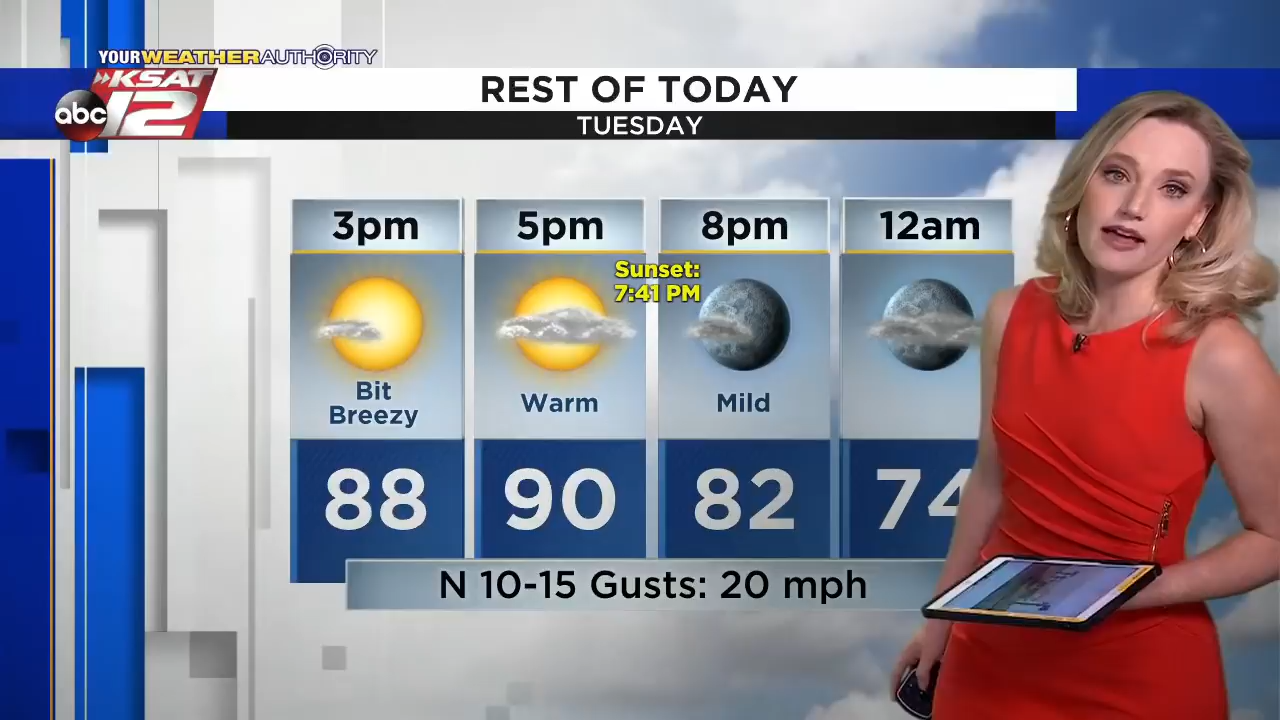 YOURWEATHERAUTHORITY
KSAT
abc 12
REST OF TODAY
TUESDAY
3pm
5pm
8pm
12am
Sunset:
7:41 PM
Bit
Breezy
Warm
Mild
88
90
82
74
N 10-15 Gusts: 20 mph